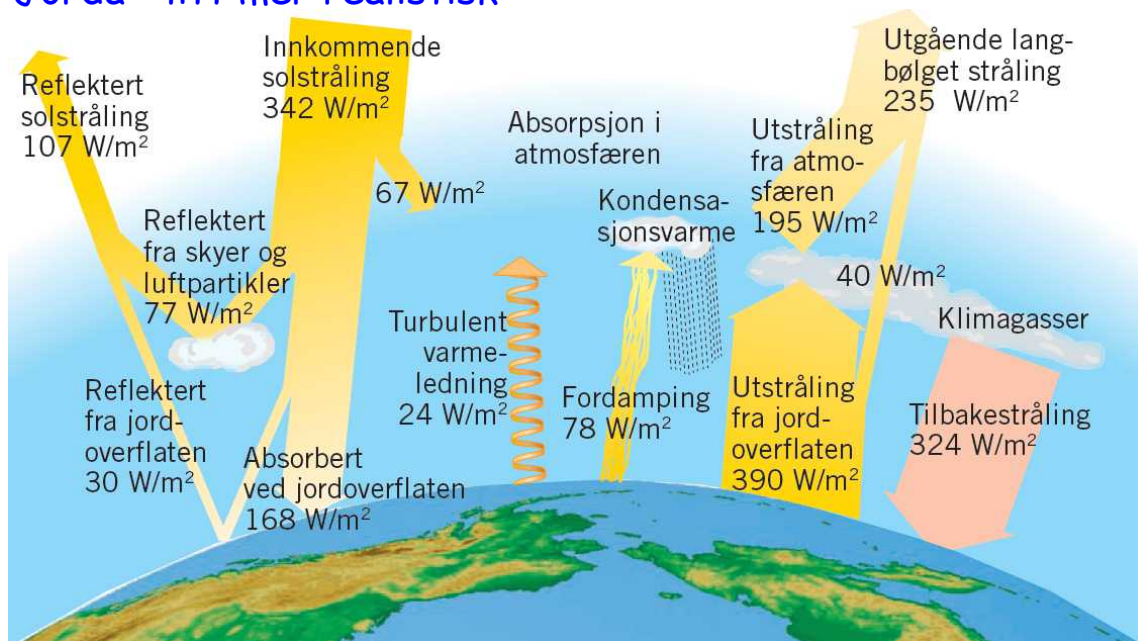 Reflektert
solstråling
107 W/m²
Innkommende
solstråling
342 W/m²
67 W/m²
Reflektert
fra skyer og
luftpartikler
77 W/m²
Reflektert
fra jord-
overflaten
30 W/m²
Absorbert
ved jordoverflaten
168 W/m²
Absorpsjon i
atmosfæren
Kondensa-
sjonsvarme
Turbulent
varme-
ledning
24 W/m²
Fordamping
78 W/m²
Utgående lang-
bølget stråling
235 W/m²
Utstråling
fra atmo-
sfæren
195 W/m²
40 W/m²
Klimagasser
Utstråling
fra jord-
overflaten
390 W/m²
Tilbakestråling
324 W/m²